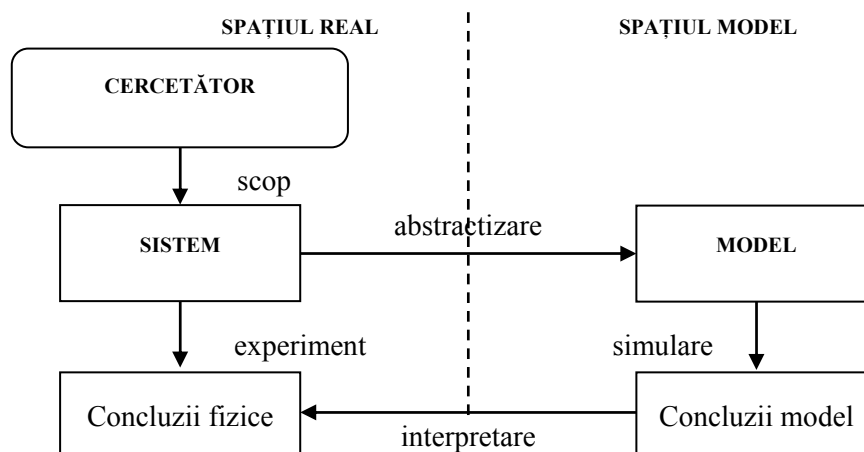 SPAȚIUL REAL
SPAȚIUL MODEL
CERCETĂTOR
scop
SISTEM
abstractizare
MODEL
experiment
simulare
Concluzii fizice
interpretare
Concluzii model